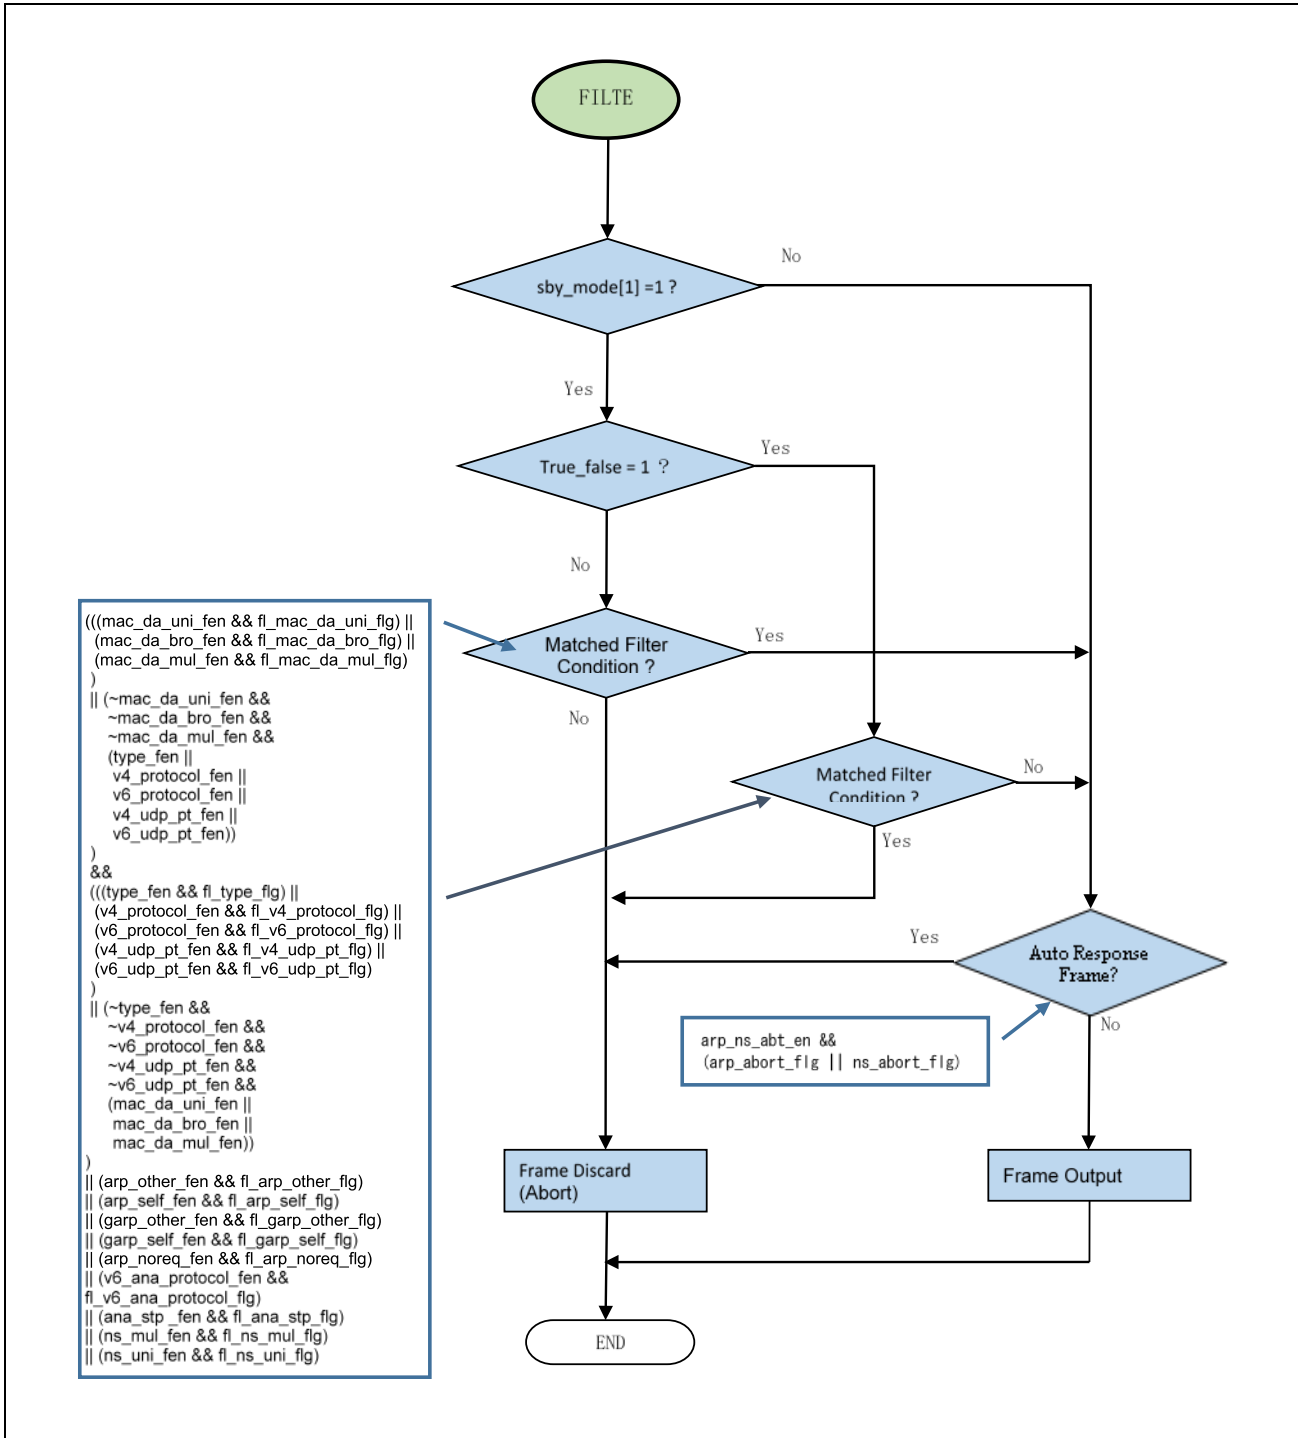 FILTE
No
sby_mode[1] =1 ?
Yes
True_false = 1 ?
Yes
No
Matched Filter
Condition ?
Yes
No
Matched Filter
Condition ?
No
Yes
Auto Response
Frame?
Yes
No
arp_ns_abt_en &&
(arp_abort_flg || ns_abort_flg)
Frame Discard
(Abort)
Frame Output
END
(((mac_da_uni_fen && fl_mac_da_uni_flg) ||
(mac_da_bro_fen && fl_mac_da_bro_flg) ||
(mac_da_mul_fen && fl_mac_da_mul_flg)
)
|| (~mac_da_uni_fen &&
~mac_da_bro_fen &&
~mac_da_mul_fen &&
(type_fen ||
v4_protocol_fen ||
v6_protocol_fen ||
v4_udp_pt_fen ||
v6_udp_pt_fen))
)
&&
(((type_fen && fl_type_flg) ||
(v4_protocol_fen && fl_v4_protocol_flg) ||
(v6_protocol_fen && fl_v6_protocol_flg) ||
(v4_udp_pt_fen && fl_v4_udp_pt_flg) ||
(v6_udp_pt_fen && fl_v6_udp_pt_flg)
)
|| (~type_fen &&
~v4_protocol_fen &&
~v6_protocol_fen &&
~v4_udp_pt_fen &&
~v6_udp_pt_fen &&
(mac_da_uni_fen ||
mac_da_bro_fen ||
mac_da_mul_fen))
)
|| (arp_other_fen && fl_arp_other_flg)
|| (arp_self_fen && fl_arp_self_flg)
|| (garp_other_fen && fl_garp_other_flg)
|| (garp_self_fen && fl_garp_self_flg)
|| (arp_noreq_fen && fl_arp_noreq_flg)
|| (v6_ana_protocol_fen &&
fl_v6_ana_protocol_flg)
|| (ana_stp _fen && fl_ana_stp_flg)
|| (ns_mul_fen && fl_ns_mul_flg)
|| (ns_uni_fen && fl_ns_uni_flg)